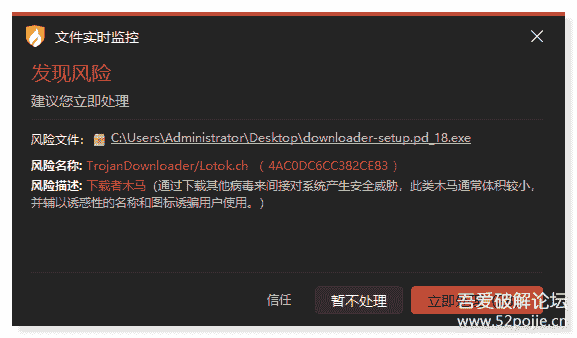 文件实时监控
发现风险
建议您立即处理
风险文件： C:\Users\Administrator\Desktop\downloader-setup.pd_18.exe
风险名称: TrojanDownloader/Lotok.ch （ 4AC0DC6CC382CE83 ）
风险描述: 下载者木马（通过下载其他病毒来间接对系统产生安全威胁，此类木马通常体积较小，
并辅以诱惑性的名称和图标诱骗用户使用。）
信任
暂不处理
立即
吾爱破解论坛
www.52pojie.cn